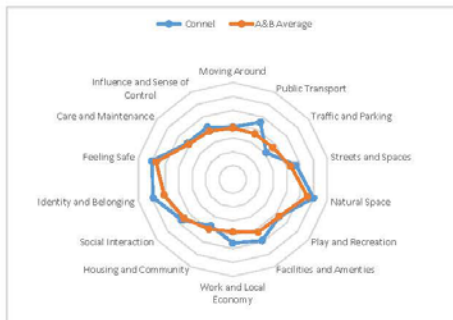 Connel
A&B Average
Moving Around
Public Transport
Traffic and Parking
Streets and Spaces
Natural Space
Play and Recreation
Facilities and Amenties
Work and Local
Economy
Housing and Community
Social Interaction
Identity and Belonging
Feeling Safe
Care and Maintenance
Influence and Sense of
Control